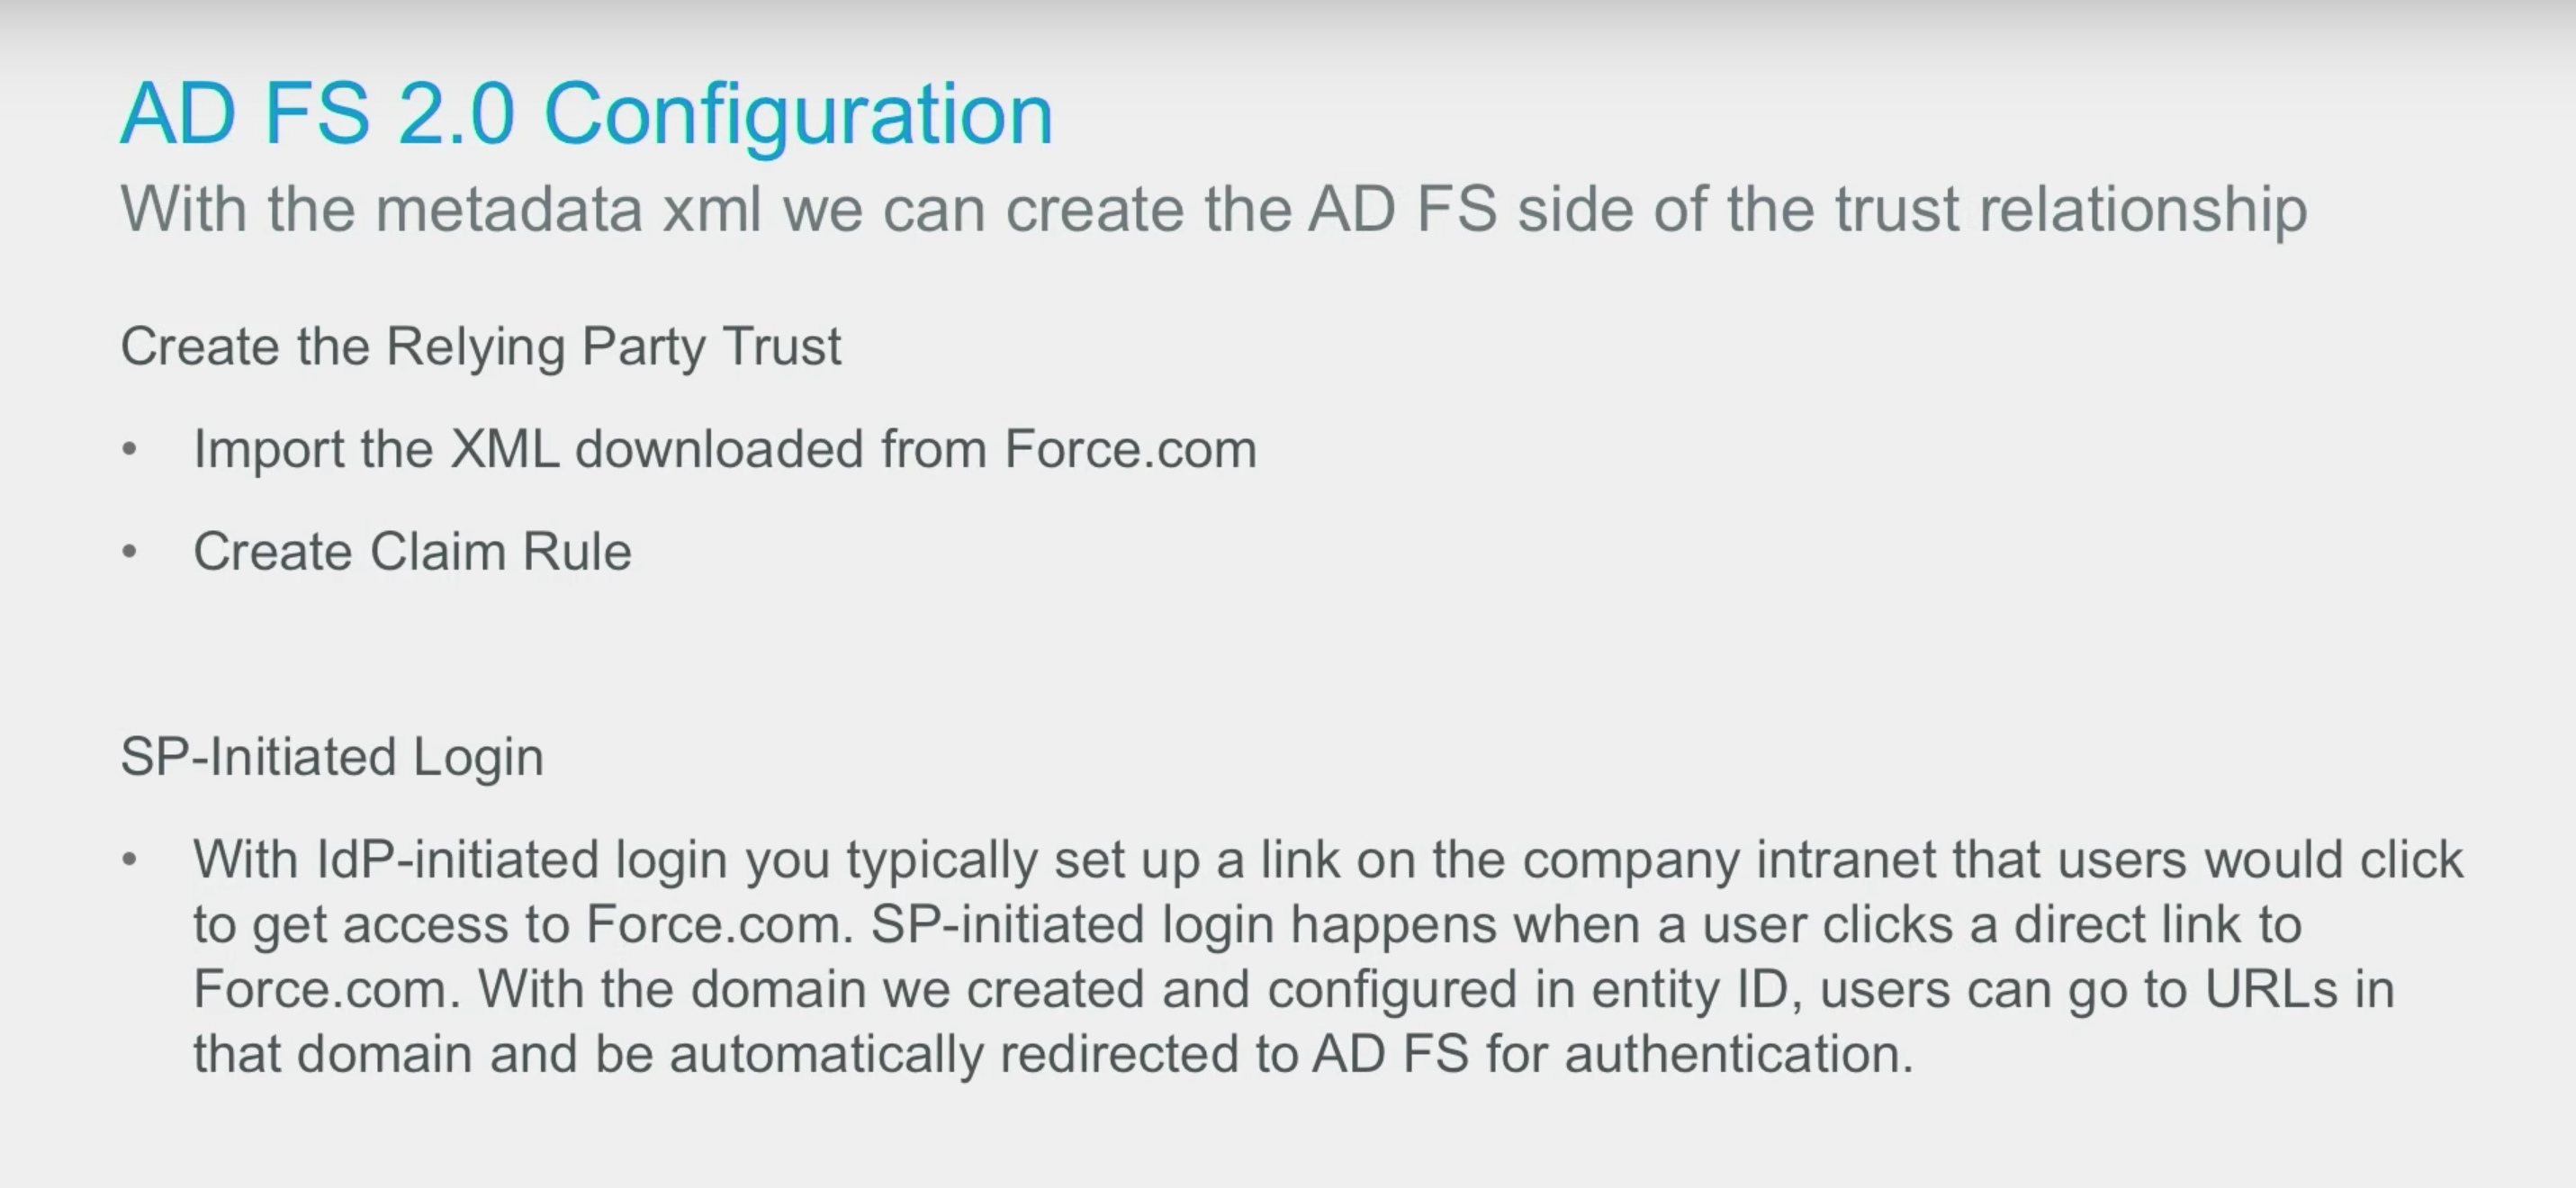 AD FS 2.0 Configuration
With the metadata xml we can create the AD FS side of the trust relationship
Create the Relying Party Trust
• Import the XML downloaded from Force.com
• Create Claim Rule
SP-Initiated Login
• With IdP-initiated login you typically set up a link on the company intranet that users would click
to get access to Force.com. SP-initiated login happens when a user clicks a direct link to
Force.com. With the domain we created and configured in entity ID, users can go to URLs in
that domain and be automatically redirected to AD FS for authentication.